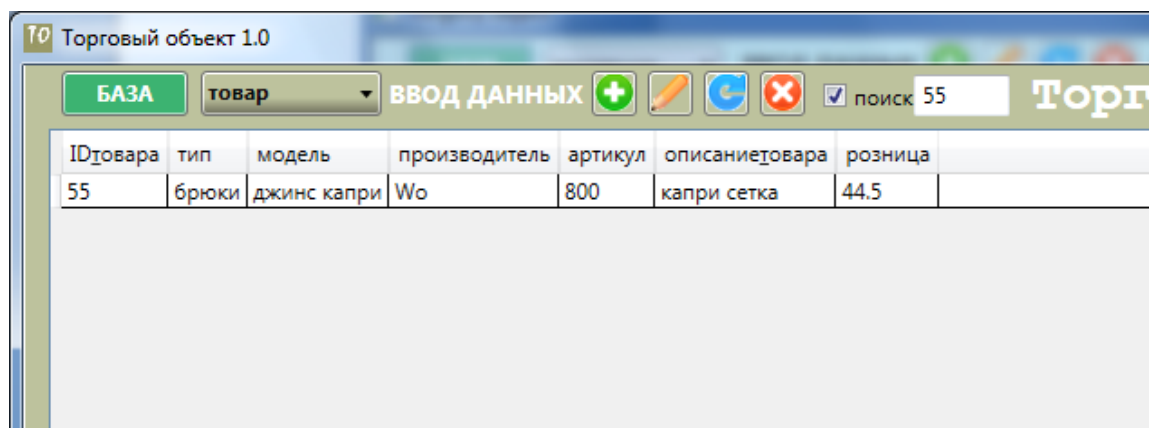 ТО Торговый объект 1.0
БАЗА товар ВВОД ДАННЫХ поиск 55
IDтовара тип модель производитель артикул описаниетовара розница
55 брюки джинс капри Wo 800 капри сетка 44.5